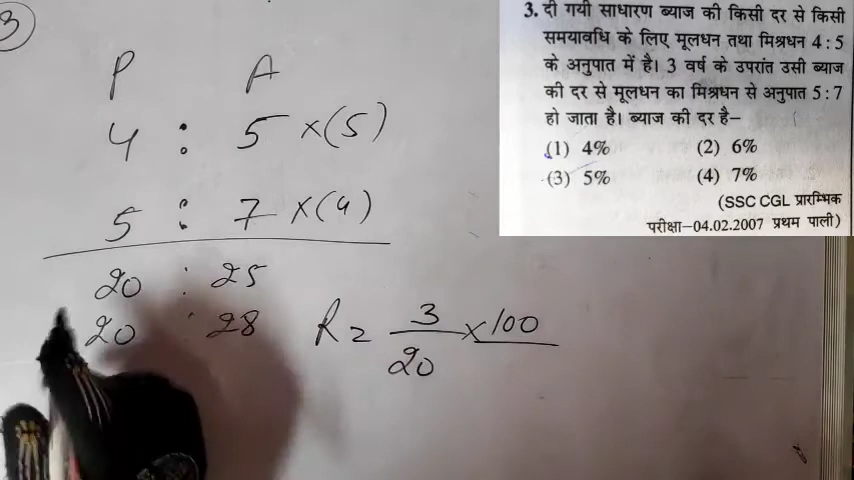 3
P A
4 : 5 ×(5)
5 : 7 ×(4)
20 : 25
20 : 28
R = 3/20 ×100
3. दी गयी साधारण ब्याज की किसी दर से किसी
समयावधि के लिए मूलधन तथा मिश्रधन 4 : 5
के अनुपात में है। 3 वर्ष के उपरांत उसी ब्याज
की दर से मूलधन का मिश्रधन से अनुपात 5 : 7
हो जाता है। ब्याज की दर है–
(1) 4% (2) 6%
(3) 5% (4) 7%
(SSC CGL प्रारम्भिक
परीक्षा–04.02.2007 प्रथम पाली)